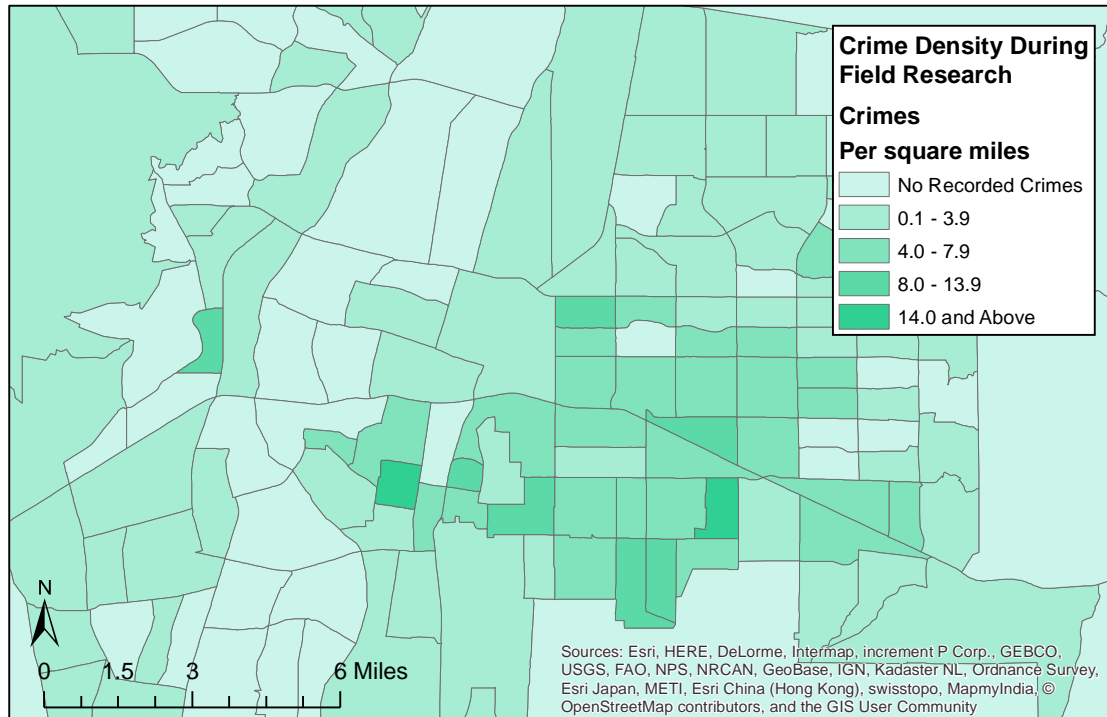 Crime Density During
Field Research
Crimes
Per square miles
No Recorded Crimes
0.1 - 3.9
4.0 - 7.9
8.0 - 13.9
14.0 and Above
N
0 1.5 3 6 Miles
Sources: Esri, HERE, DeLorme, Intermap, increment P Corp., GEBCO,
USGS, FAO, NPS, NRCAN, GeoBase, IGN, Kadaster NL, Ordnance Survey,
Esri Japan, METI, Esri China (Hong Kong), swisstopo, MapmyIndia, ©
OpenStreetMap contributors, and the GIS User Community